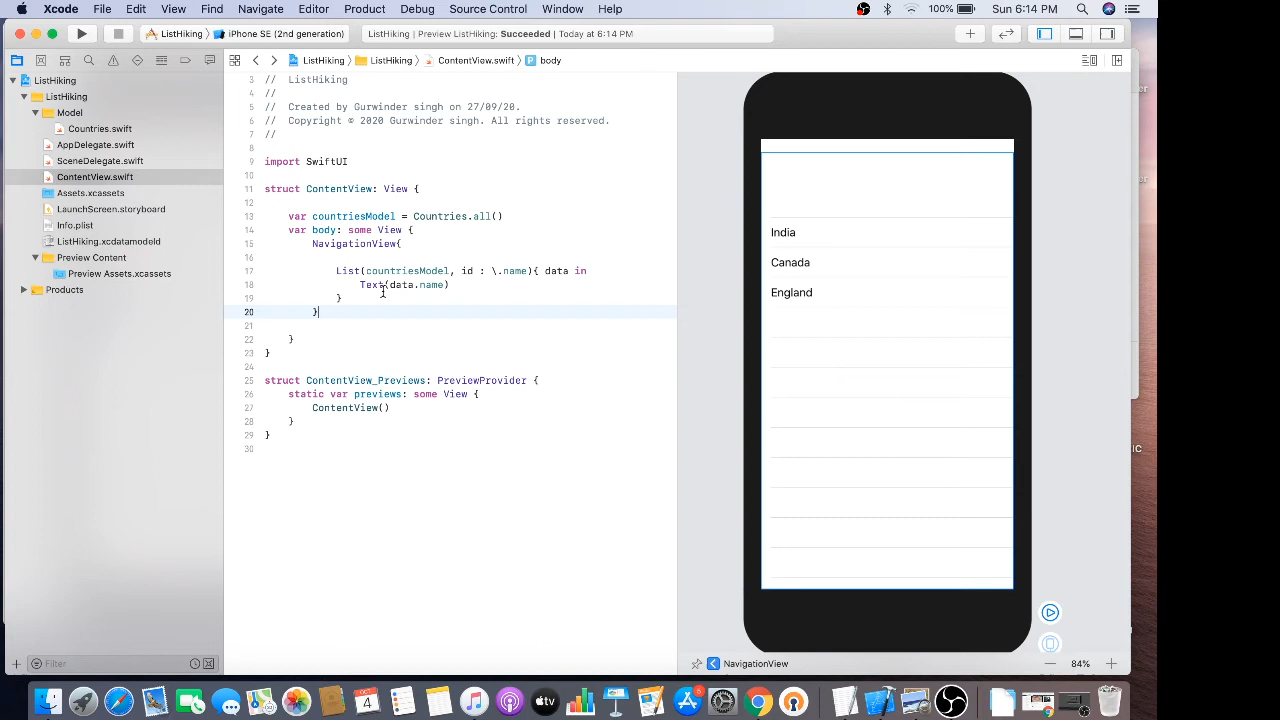 Xcode File Edit View Find Navigate Editor Product Debug Source Control Window Help 100% Sun 6:14 PM
ListHiking iPhone SE (2nd generation) ListHiking | Preview ListHiking: Succeeded | Today at 6:14 PM
ListHiking ListHiking ContentView.swift P body
ListHiking
ListHiking
Model
Countries.swift
AppDelegate.swift
SceneDelegate.swift
ContentView.swift
Assets.xcassets
LaunchScreen.storyboard
Info.plist
ListHiking.xcdatamodeld
Preview Content
Preview Assets.xcassets
Products
Filter
3 // ListHiking
4 //
5 // Created by Gurwinder singh on 27/09/20.
6 // Copyright © 2020 Gurwinder singh. All rights reserved.
7 //
8
9 import SwiftUI
10
11 struct ContentView: View {
12
13 var countriesModel = Countries.all()
14 var body: some View {
15 NavigationView{
16
17 List(countriesModel, id : \.name){ data in
18 Text(data.name)
19 }
20 }
21
22 }
23 }
24
25 struct ContentView_Previews: PreviewProvider {
26 static var previews: some View {
27 ContentView()
28 }
29 }
30
India
Canada
England
NavigationView 84%
4
tv
5